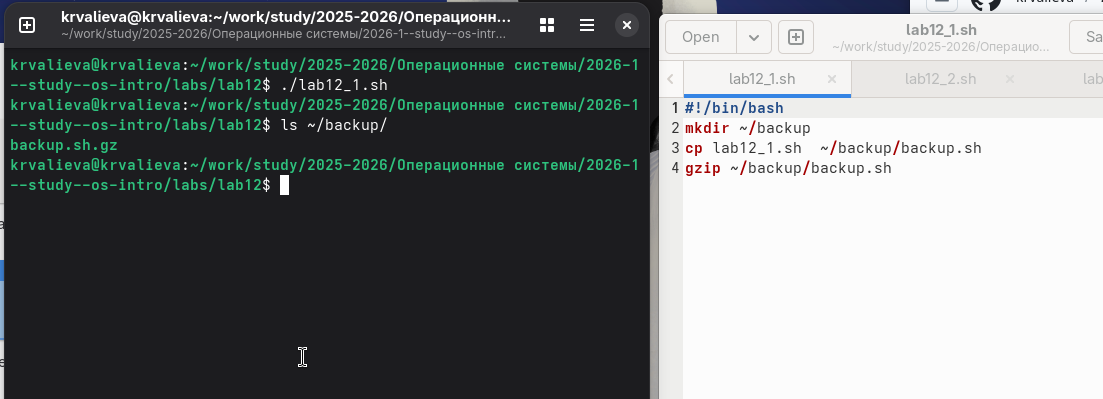 krvalieva@krvalieva:~/work/study/2025-2026/Операционн...
~/work/study/2025-2026/Операционные системы/2026-1--study--os-intr...
krvalieva@krvalieva:~/work/study/2025-2026/Операционные системы/2026-1
--study--os-intro/labs/lab12$ ./lab12_1.sh
krvalieva@krvalieva:~/work/study/2025-2026/Операционные системы/2026-1
--study--os-intro/labs/lab12$ ls ~/backup/
backup.sh.gz
krvalieva@krvalieva:~/work/study/2025-2026/Операционные системы/2026-1
--study--os-intro/labs/lab12$
Open
lab12_1.sh
~/work/study/2025-2026/Операцио...
Sa
lab12_1.sh
lab12_2.sh
lab
1 #!/bin/bash
2 mkdir ~/backup
3 cp lab12_1.sh  ~/backup/backup.sh
4 gzip ~/backup/backup.sh